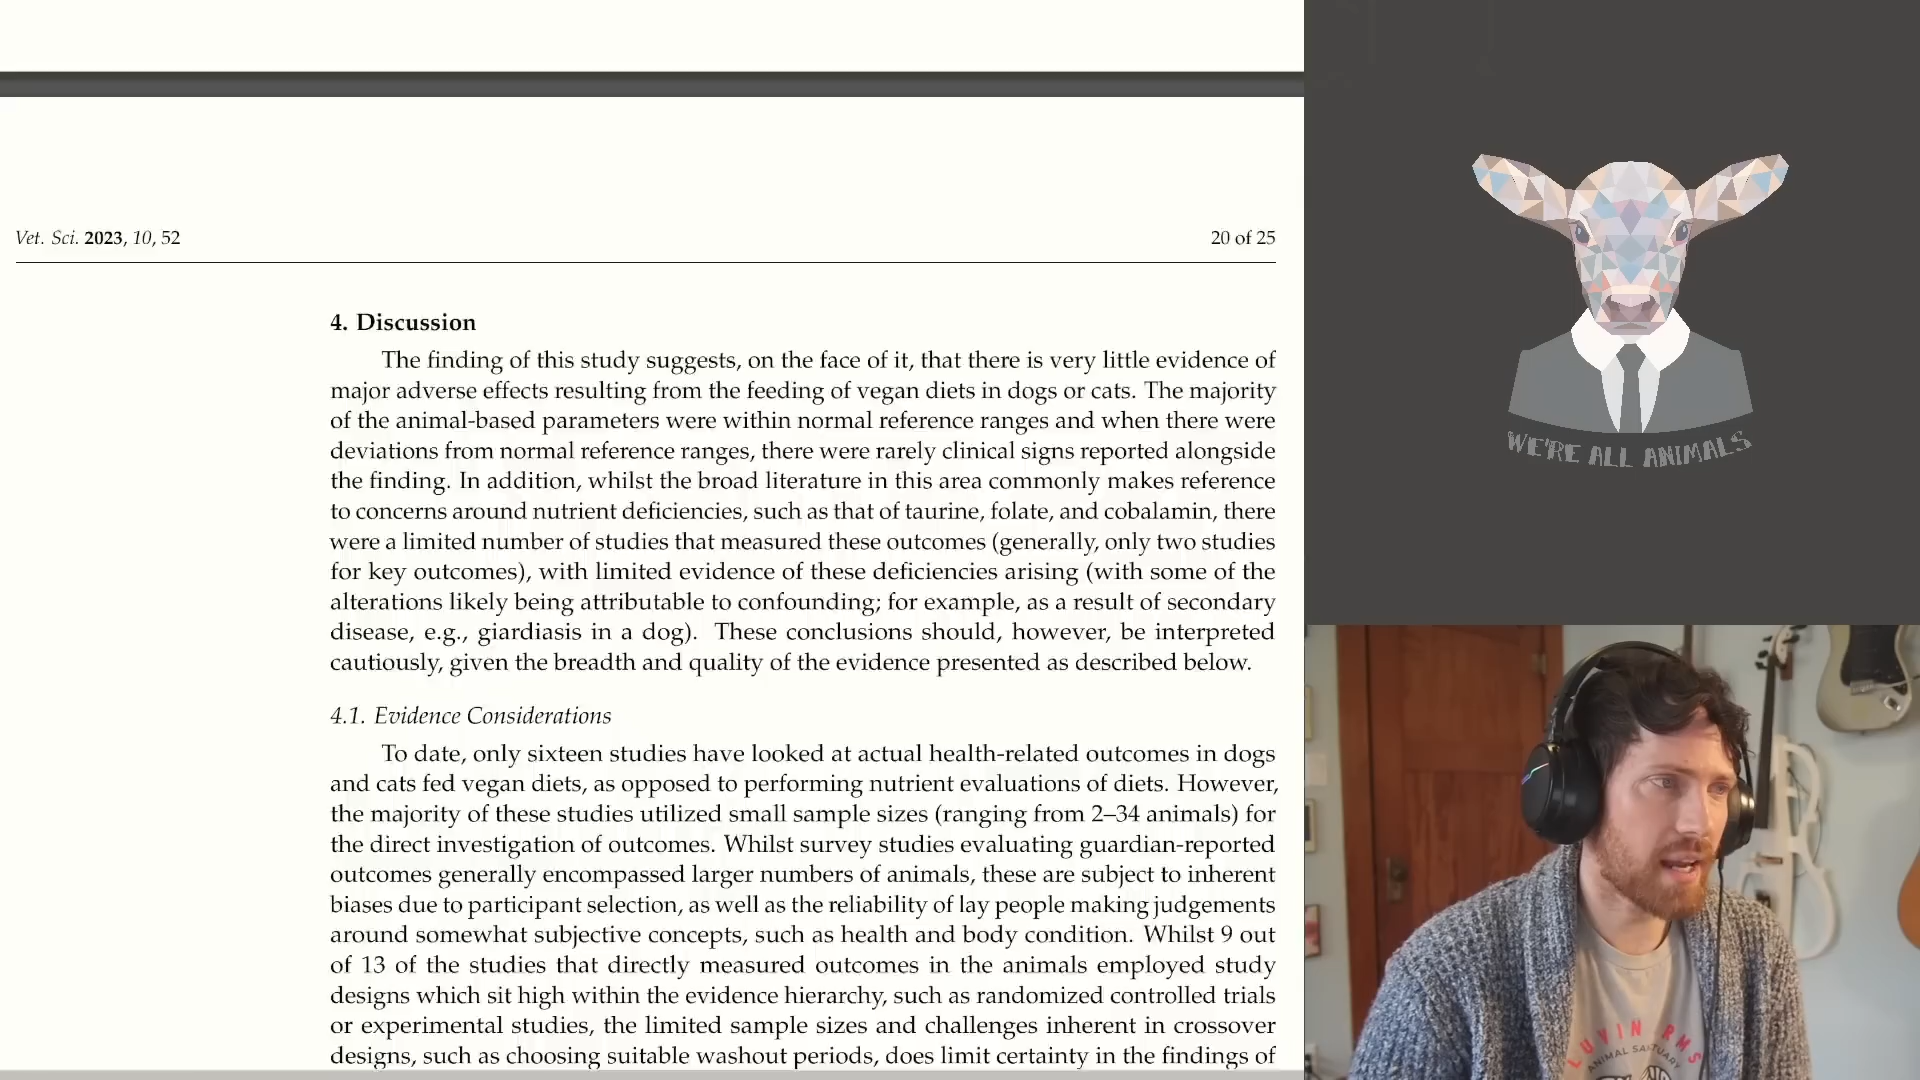 Vet. Sci. 2023, 10, 52
20 of 25
4. Discussion
The finding of this study suggests, on the face of it, that there is very little evidence of
major adverse effects resulting from the feeding of vegan diets in dogs or cats. The majority
of the animal-based parameters were within normal reference ranges and when there were
deviations from normal reference ranges, there were rarely clinical signs reported alongside
the finding. In addition, whilst the broad literature in this area commonly makes reference
to concerns around nutrient deficiencies, such as that of taurine, folate, and cobalamin, there
were a limited number of studies that measured these outcomes (generally, only two studies
for key outcomes), with limited evidence of these deficiencies arising (with some of the
alterations likely being attributable to confounding; for example, as a result of secondary
disease, e.g., giardiasis in a dog). These conclusions should, however, be interpreted
cautiously, given the breadth and quality of the evidence presented as described below.
4.1. Evidence Considerations
To date, only sixteen studies have looked at actual health-related outcomes in dogs
and cats fed vegan diets, as opposed to performing nutrient evaluations of diets. However,
the majority of these studies utilized small sample sizes (ranging from 2–34 animals) for
the direct investigation of outcomes. Whilst survey studies evaluating guardian-reported
outcomes generally encompassed larger numbers of animals, these are subject to inherent
biases due to participant selection, as well as the reliability of lay people making judgements
around somewhat subjective concepts, such as health and body condition. Whilst 9 out
of 13 of the studies that directly measured outcomes in the animals employed study
designs which sit high within the evidence hierarchy, such as randomized controlled trials
or experimental studies, the limited sample sizes and challenges inherent in crossover
designs, such as choosing suitable washout periods, does limit certainty in the findings of
WE'RE ALL ANIMALS
LUVIN RMS
ANIMAL SANCTUARY